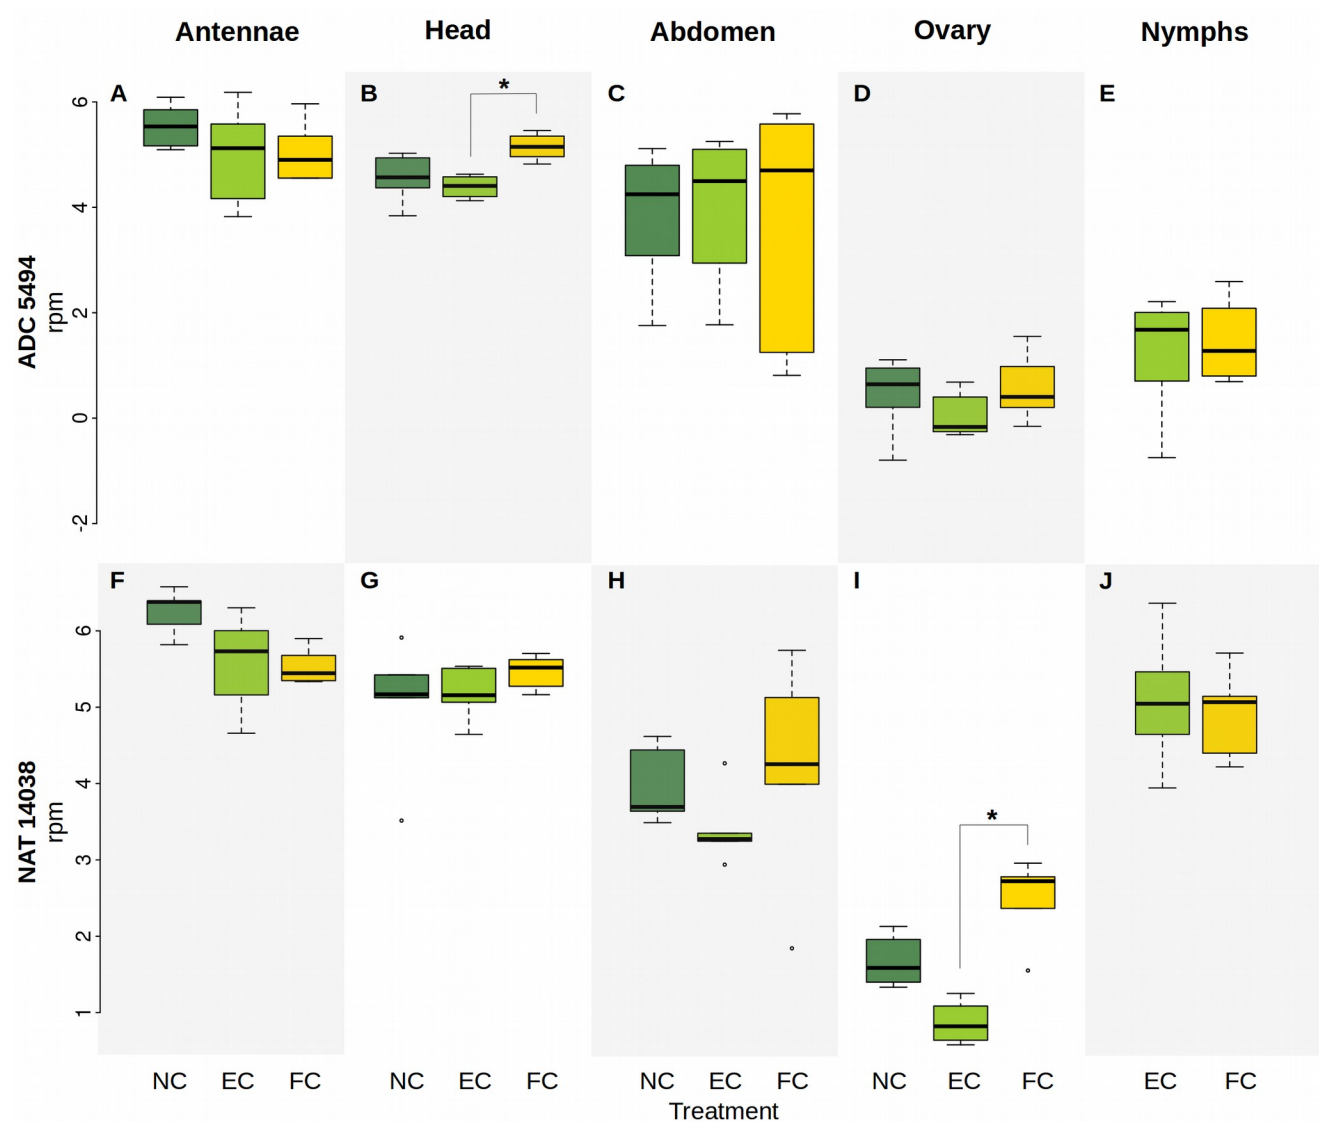 Antennae Head Abdomen Ovary Nymphs
A B * C D E
6
4
2
0
-2
ADC 5494
rpm
F G H I J
6
5
4
3
2
1
*
NAT 14038
rpm
NC EC FC NC EC FC NC EC FC NC EC FC EC FC
Treatment